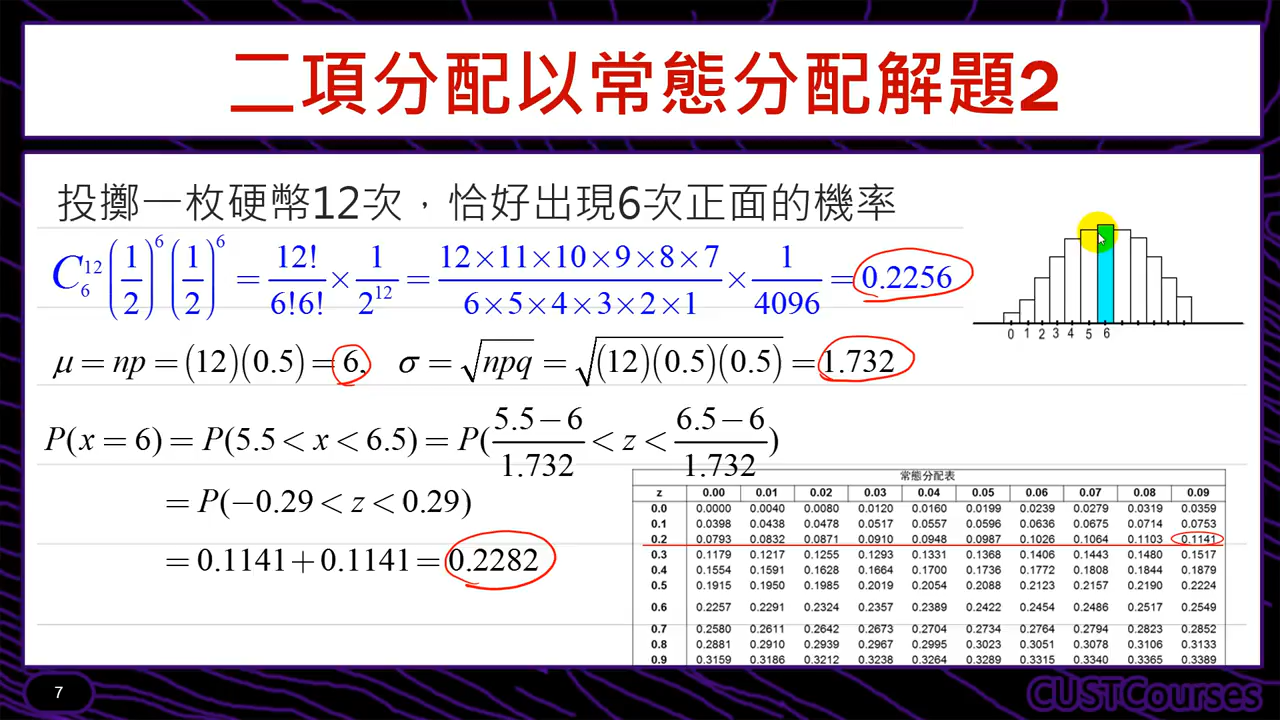 二項分配以常態分配解題2
投擲一枚硬幣12次，恰好出現6次正面的機率
C₆¹² (1/2)⁶ (1/2)⁶ = 12!/6!6! × 1/2¹² = 12×11×10×9×8×7/6×5×4×3×2×1 × 1/4096 = 0.2256
μ = np = (12)(0.5) = 6, σ = √npq = √(12)(0.5)(0.5) = 1.732
P(x = 6) = P(5.5 < x < 6.5) = P(5.5−6/1.732 < z < 6.5−6/1.732)
= P(−0.29 < z < 0.29)
= 0.1141 + 0.1141 = 0.2282
0 1 2 3 4 5 6
常態分配表
z 0.00 0.01 0.02 0.03 0.04 0.05 0.06 0.07 0.08 0.09
0.0 0.0000 0.0040 0.0080 0.0120 0.0160 0.0199 0.0239 0.0279 0.0319 0.0359
0.1 0.0398 0.0438 0.0478 0.0517 0.0557 0.0596 0.0636 0.0675 0.0714 0.0753
0.2 0.0793 0.0832 0.0871 0.0910 0.0948 0.0987 0.1026 0.1064 0.1103 0.1141
0.3 0.1179 0.1217 0.1255 0.1293 0.1331 0.1368 0.1406 0.1443 0.1480 0.1517
0.4 0.1554 0.1591 0.1628 0.1664 0.1700 0.1736 0.1772 0.1808 0.1844 0.1879
0.5 0.1915 0.1950 0.1985 0.2019 0.2054 0.2088 0.2123 0.2157 0.2190 0.2224
0.6 0.2257 0.2291 0.2324 0.2357 0.2389 0.2422 0.2454 0.2486 0.2517 0.2549
0.7 0.2580 0.2611 0.2642 0.2673 0.2704 0.2734 0.2764 0.2794 0.2823 0.2852
0.8 0.2881 0.2910 0.2939 0.2967 0.2995 0.3023 0.3051 0.3078 0.3106 0.3133
0.9 0.3159 0.3186 0.3212 0.3238 0.3264 0.3289 0.3315 0.3340 0.3365 0.3389
7
CUSTCourses